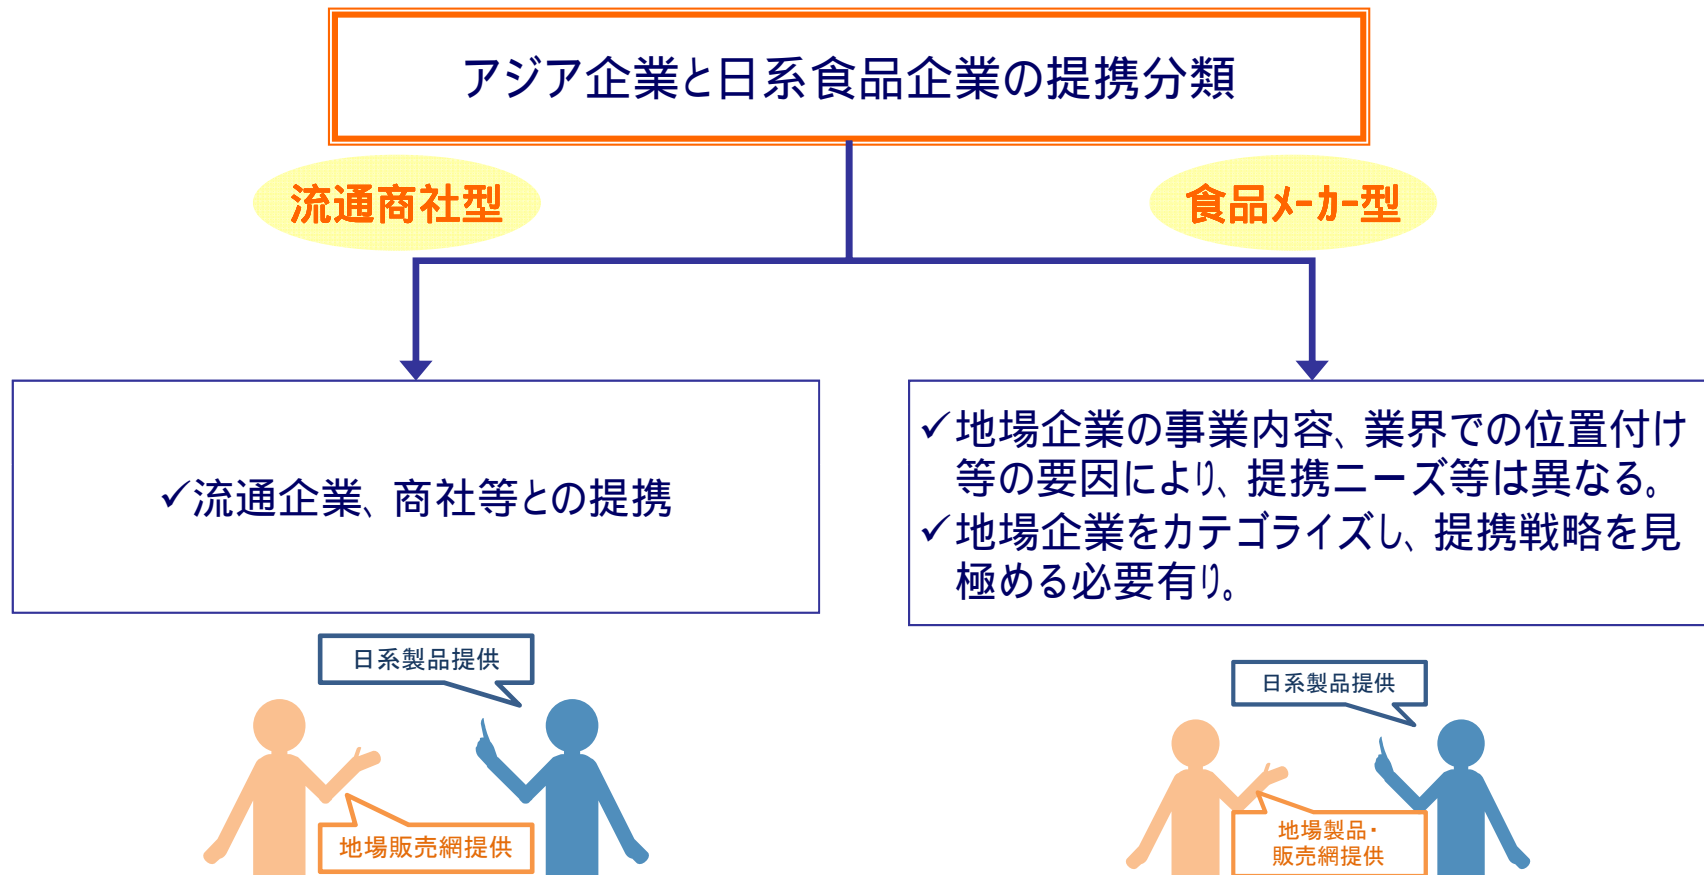 アジア企業と日系食品企業の提携分類
流通商社型
食品メーカー型
✓流通企業、商社等との提携
✓地場企業の事業内容、業界での位置付け
等の要因により、提携ニーズ等は異なる。
✓地場企業をカテゴライズし、提携戦略を見
極める必要有り。
日系製品提供
地場販売網提供
日系製品提供
地場製品・
販売網提供